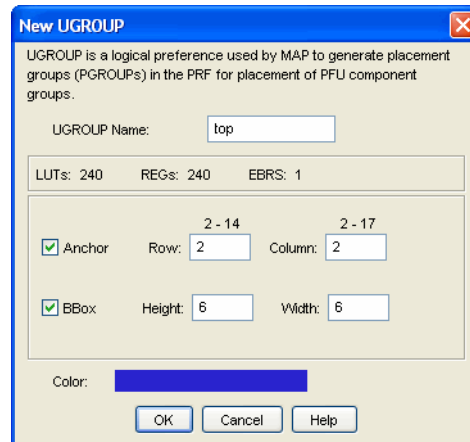 New UGROUP
UGROUP is a logical preference used by MAP to generate placement
groups (PGROUPs) in the PRF for placement of PFU component
groups.
UGROUP Name: top
LUTs: 240 REGs: 240 EBRS: 1
2 - 14 2 - 17
Anchor Row: 2 Column: 2
BBox Height: 6 Width: 6
Color:
OK Cancel Help